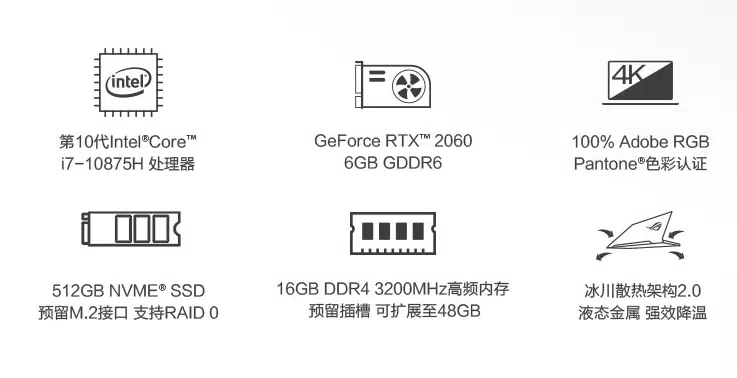 intel
第10代Intel®Core™
i7-10875H 处理器
GeForce RTX™ 2060
6GB GDDR6
4K
100% Adobe RGB
Pantone®色彩认证
512GB NVME® SSD
预留M.2接口 支持RAID 0
16GB DDR4 3200MHz高频内存
预留插槽 可扩展至48GB
冰川散热架构2.0
液态金属 强效降温